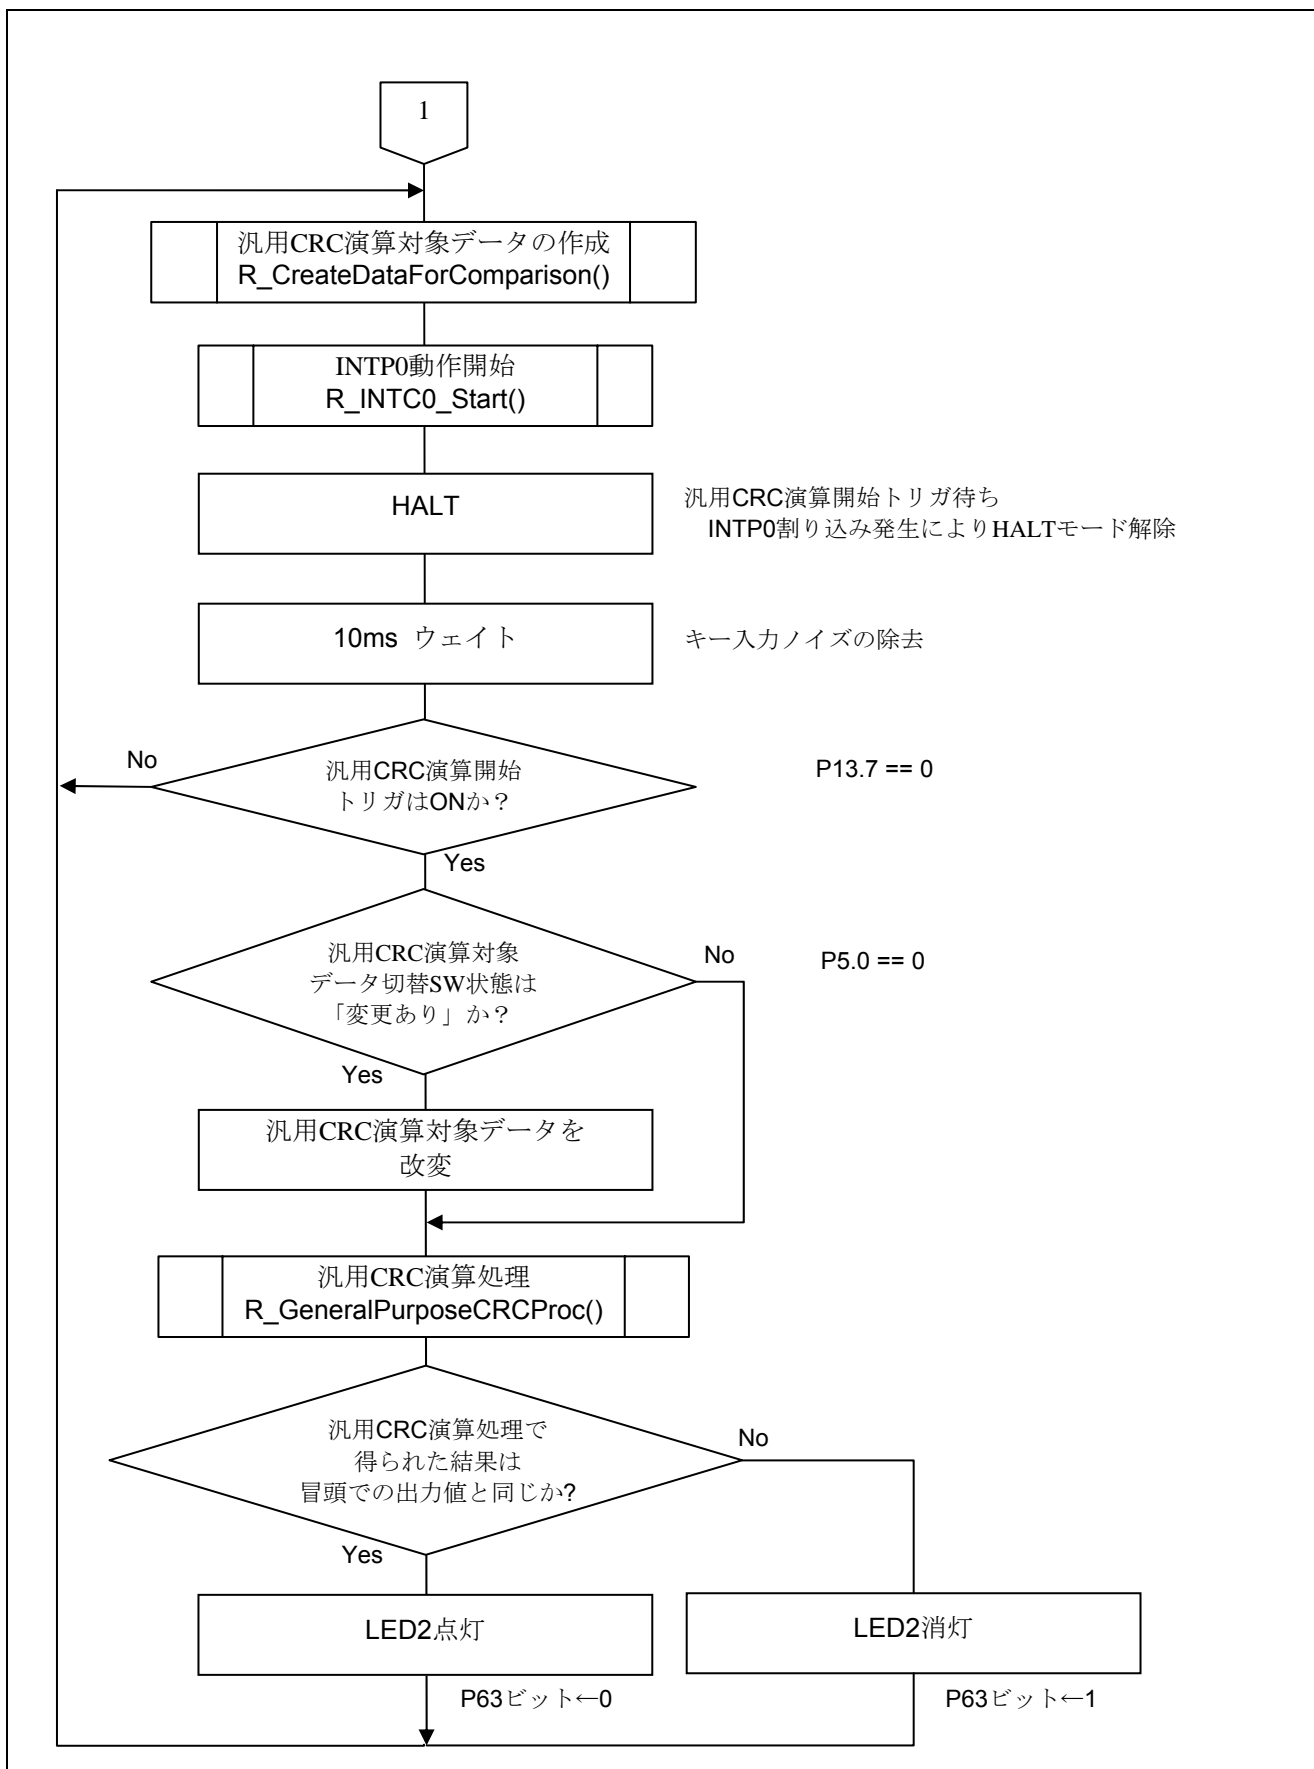 1
汎用CRC演算対象データの作成
R_CreateDataForComparison()
INTP0動作開始
R_INTC0_Start()
HALT
汎用CRC演算開始トリガ待ち
INTP0割り込み発生によりHALTモード解除
10ms ウェイト
キー入力ノイズの除去
No
汎用CRC演算開始
トリガはONか？
P13.7 == 0
Yes
汎用CRC演算対象
データ切替SW状態は
「変更あり」か？
No
P5.0 == 0
Yes
汎用CRC演算対象データを
改変
汎用CRC演算処理
R_GeneralPurposeCRCProc()
汎用CRC演算処理で
得られた結果は
冒頭での出力値と同じか?
No
Yes
LED2点灯
LED2消灯
P63ビット←0
P63ビット←1